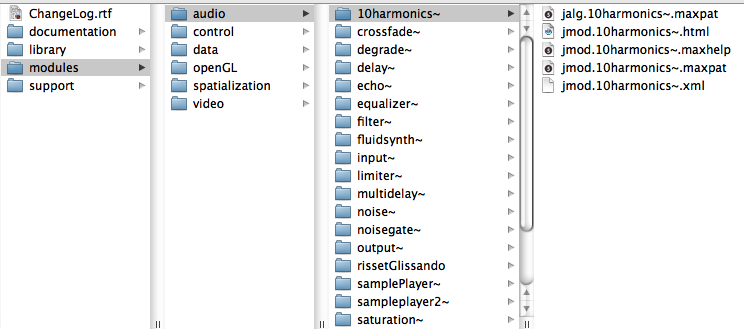 ChangeLog.rtf
documentation
library
modules
support
audio
control
data
openGL
spatialization
video
10harmonics~
crossfade~
degrade~
delay~
echo~
equalizer~
filter~
fluidsynth~
input~
limiter~
multidelay~
noise~
noisegate~
output~
rissetGlissando
samplePlayer~
sampleplayer2~
saturation~
jalg.10harmonics~.maxpat
jmod.10harmonics~.html
jmod.10harmonics~.maxhelp
jmod.10harmonics~.maxpat
jmod.10harmonics~.xml